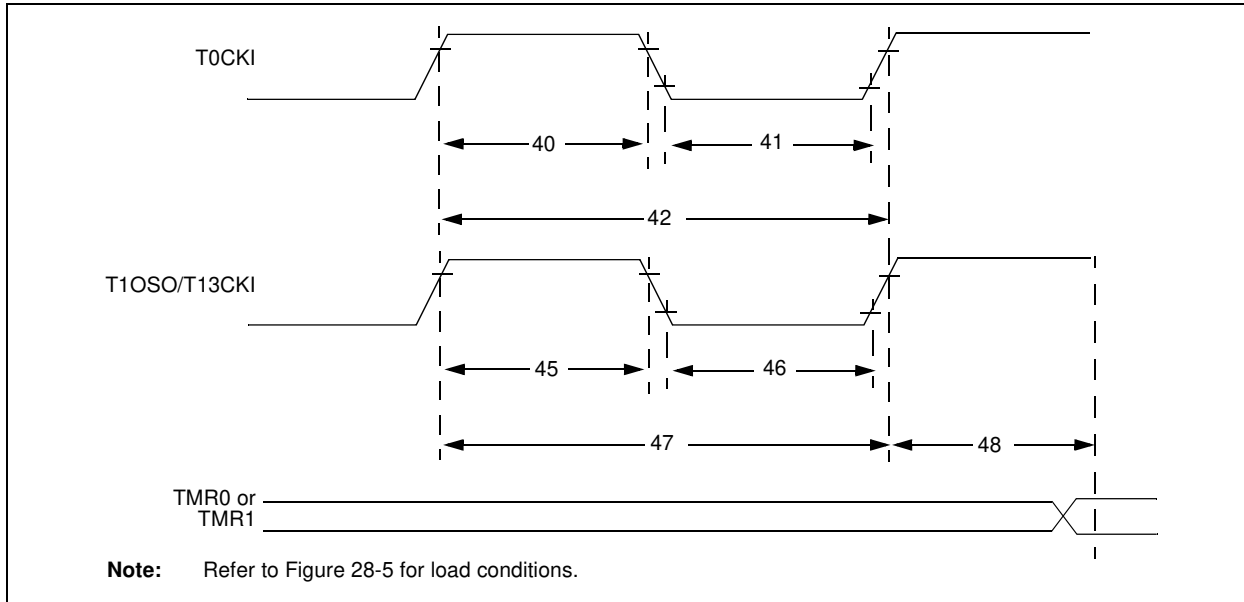 T0CKI
40
41
42
T1OSO/T13CKI
45
46
47
48
TMR0 or
TMR1
Note: Refer to Figure 28-5 for load conditions.